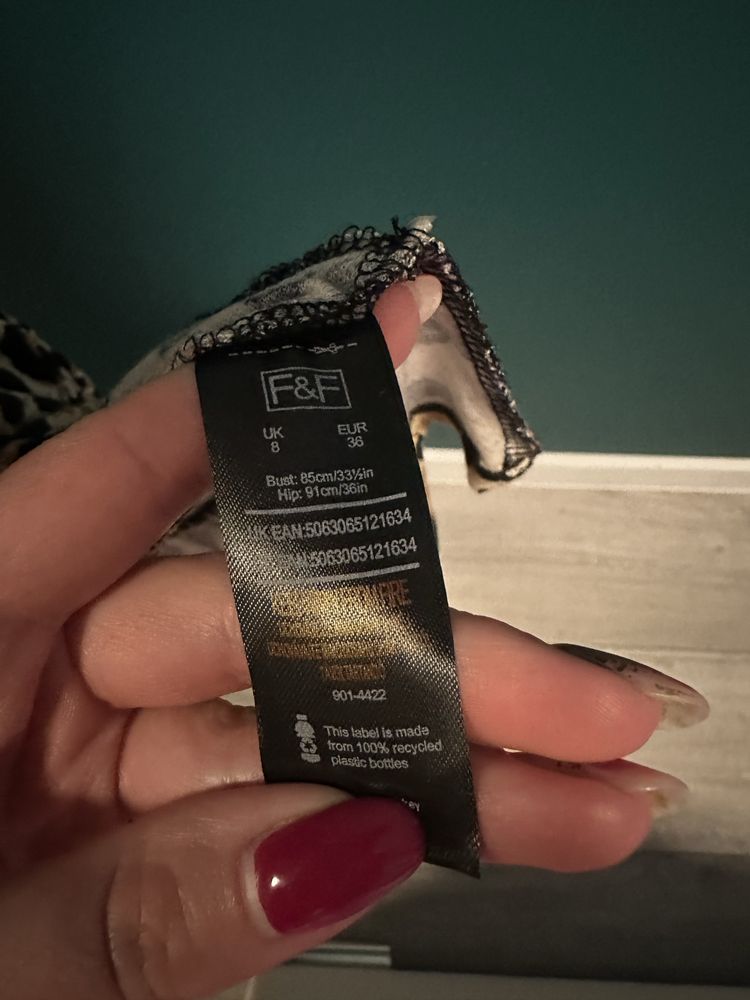 F&F
UK EUR
8 36
Bust: 85cm/33½in
Hip: 91cm/36in
UK EAN:5063065121634
:5063065121634
901-4422
This label is made
from 100% recycled
plastic bottles